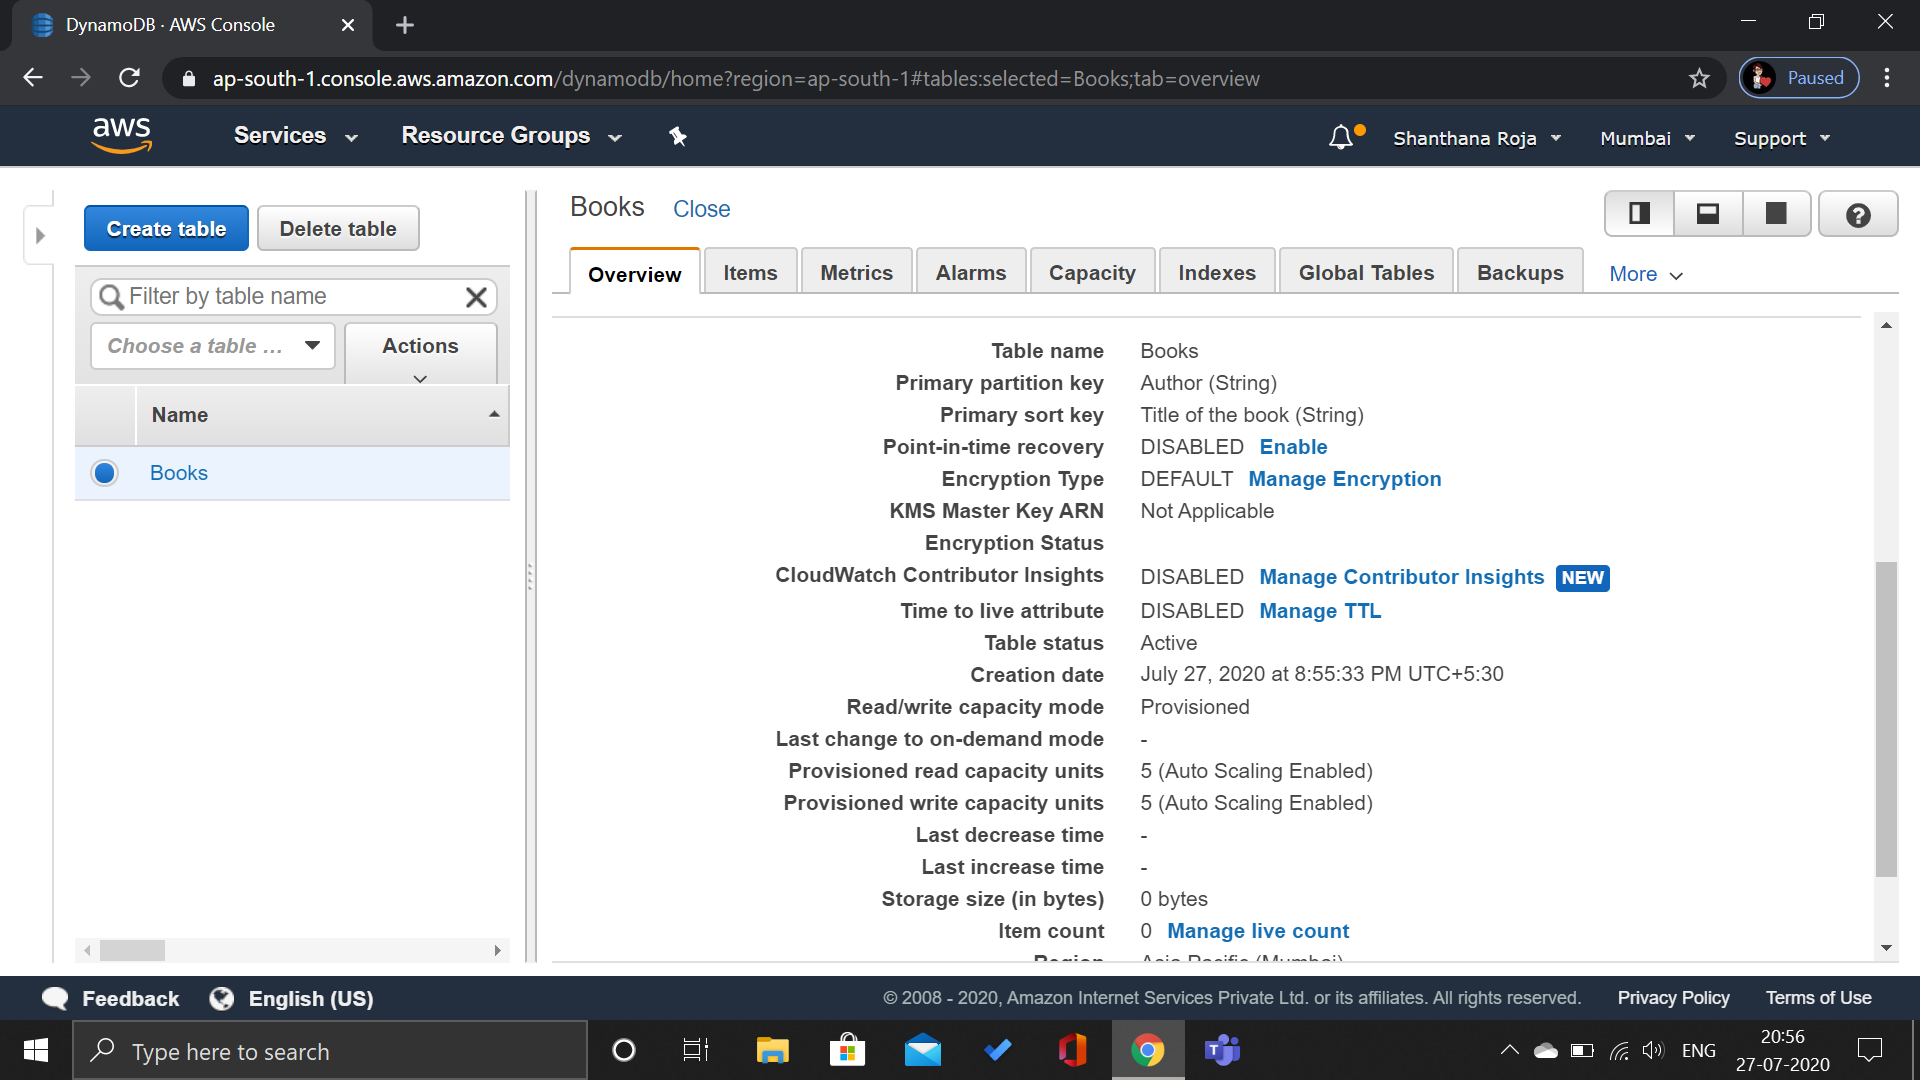 DynamoDB · AWS Console
ap-south-1.console.aws.amazon.com/dynamodb/home?region=ap-south-1#tables:selected=Books;tab=overview
Paused
aws Services Resource Groups Shanthana Roja Mumbai Support
Create table Delete table
Filter by table name
Choose a table ... Actions
Name
Books
Books Close
Overview Items Metrics Alarms Capacity Indexes Global Tables Backups More
Table name Books
Primary partition key Author (String)
Primary sort key Title of the book (String)
Point-in-time recovery DISABLED Enable
Encryption Type DEFAULT Manage Encryption
KMS Master Key ARN Not Applicable
Encryption Status
CloudWatch Contributor Insights DISABLED Manage Contributor Insights NEW
Time to live attribute DISABLED Manage TTL
Table status Active
Creation date July 27, 2020 at 8:55:33 PM UTC+5:30
Read/write capacity mode Provisioned
Last change to on-demand mode -
Provisioned read capacity units 5 (Auto Scaling Enabled)
Provisioned write capacity units 5 (Auto Scaling Enabled)
Last decrease time -
Last increase time -
Storage size (in bytes) 0 bytes
Item count 0 Manage live count
Region Asia Pacific (Mumbai)
Feedback English (US) © 2008 - 2020, Amazon Internet Services Private Ltd. or its affiliates. All rights reserved. Privacy Policy Terms of Use
Type here to search
ENG
20:56
27-07-2020